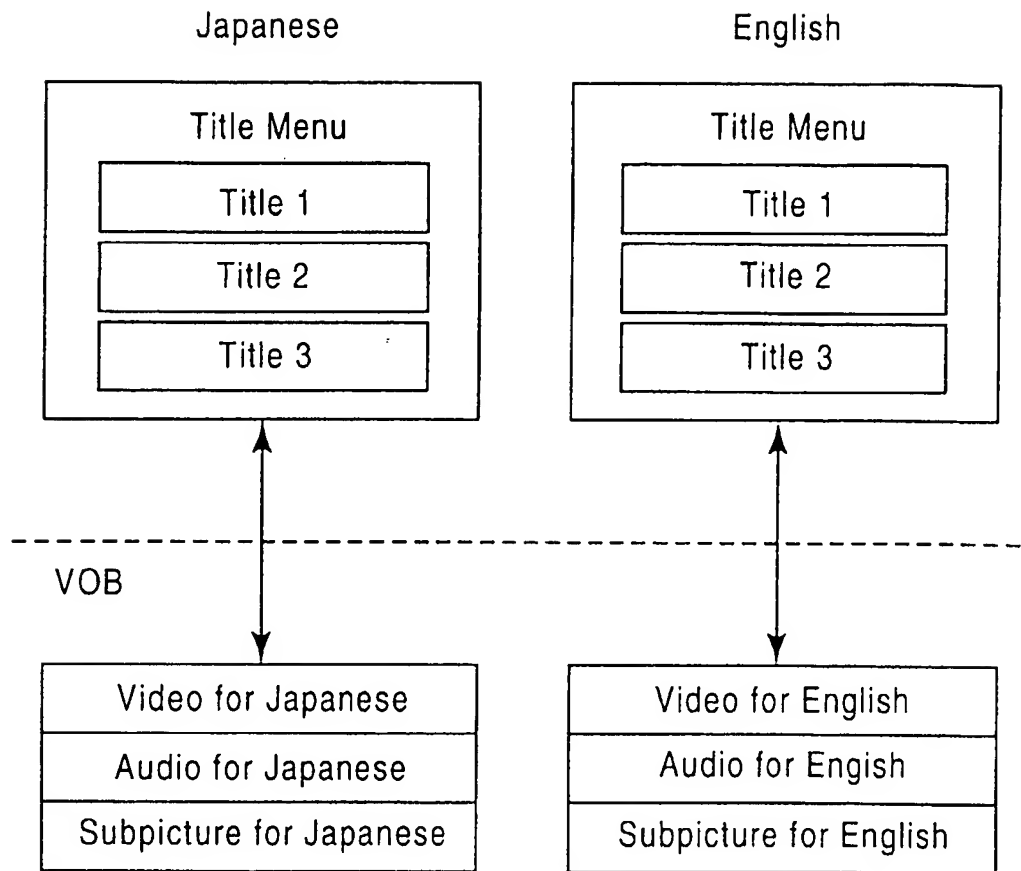 Japanese
Title Menu
Title 1
Title 2
Title 3
English
Title Menu
Title 1
Title 2
Title 3
VOB
Video for Japanese
Audio for Japanese
Subpicture for Japanese
Video for English
Audio for Engish
Subpicture for English